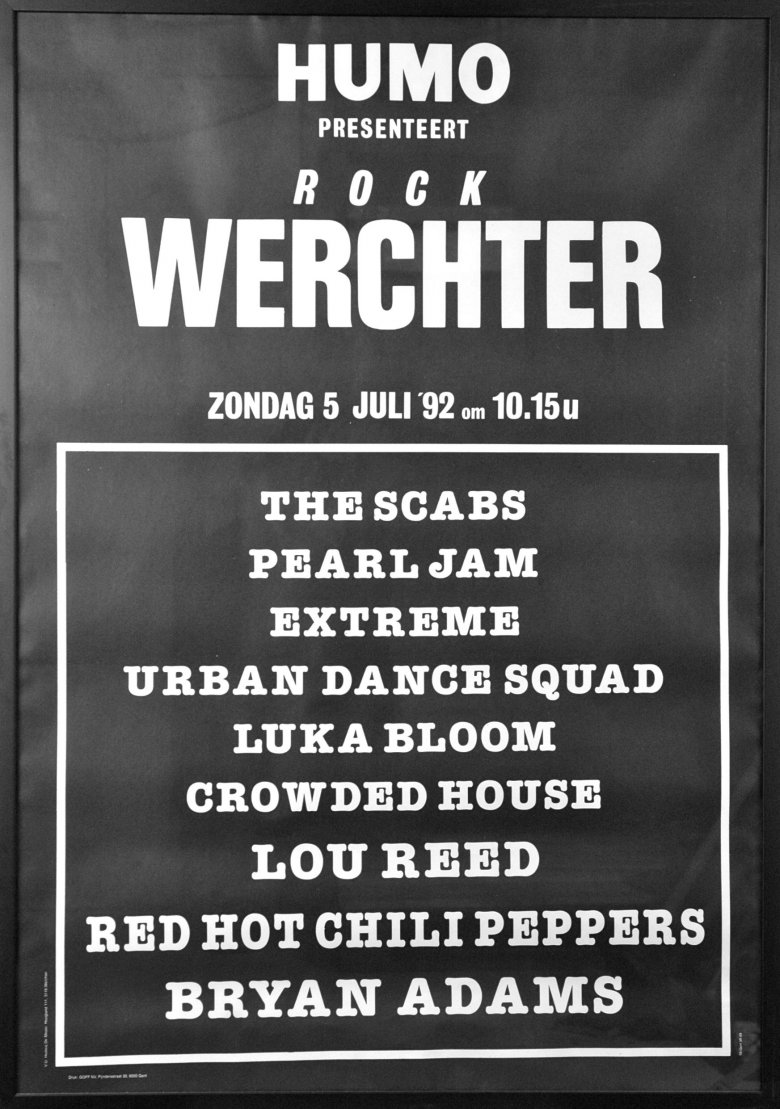 HUMO
PRESENTEERT
ROCK
WERCHTER
ZONDAG 5 JULI '92 om 10.15u
THE SCABS
PEARL JAM
EXTREME
URBAN DANCE SQUAD
LUKA BLOOM
CROWDED HOUSE
LOU REED
RED HOT CHILI PEPPERS
BRYAN ADAMS